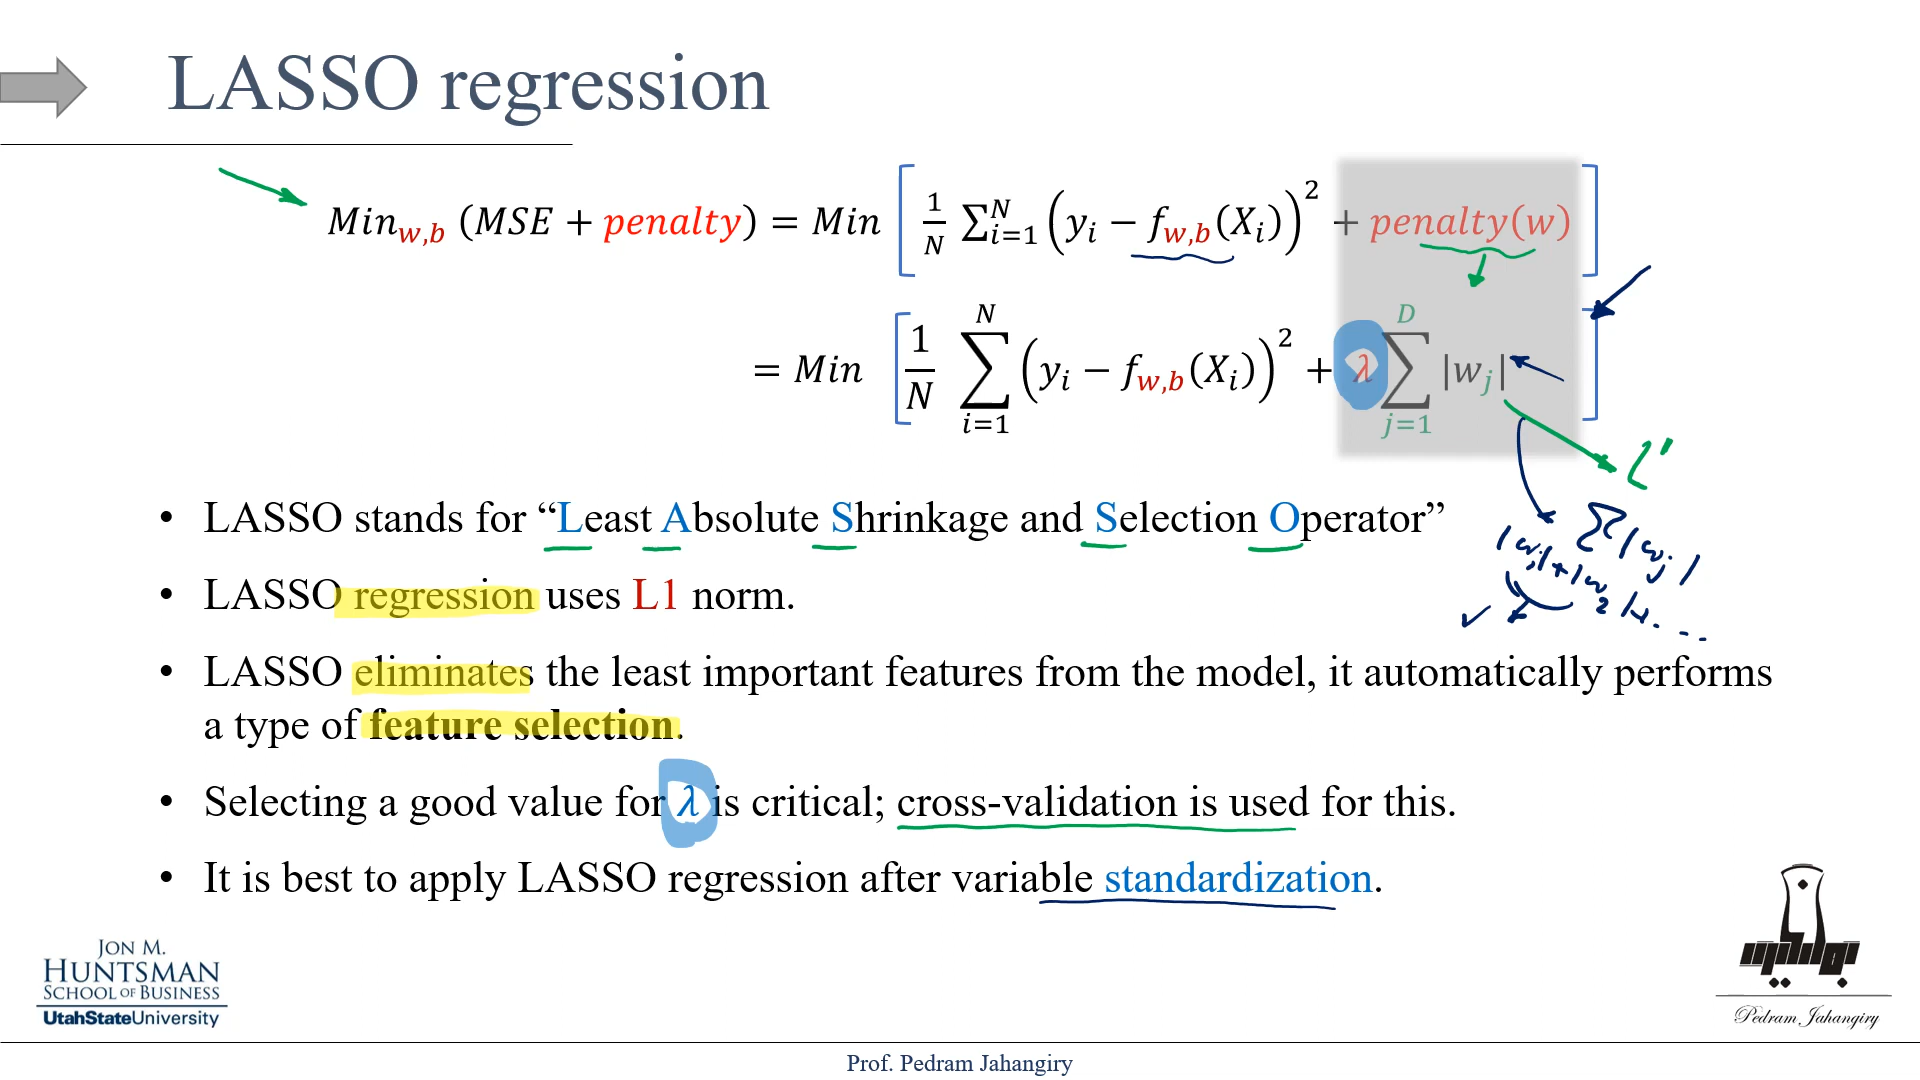 LASSO regression
Min_{w,b} (MSE + penalty) = Min [ 1/N ∑_{i=1}^{N} (y_i − f_{w,b}(X_i))^2 + penalty(w) ]
= Min [ 1/N ∑_{i=1}^{N} (y_i − f_{w,b}(X_i))^2 + λ ∑_{j=1}^{D} |w_j| ]
L'
• LASSO stands for “Least Absolute Shrinkage and Selection Operator”
∑|w_j|
|w_1|+|w_2|+...
• LASSO regression uses L1 norm.
• LASSO eliminates the least important features from the model, it automatically performs
a type of feature selection.
• Selecting a good value for λ is critical; cross-validation is used for this.
• It is best to apply LASSO regression after variable standardization.
JON M.
HUNTSMAN
SCHOOL OF BUSINESS
UtahStateUniversity
Pedram Jahangiry
Prof. Pedram Jahangiry